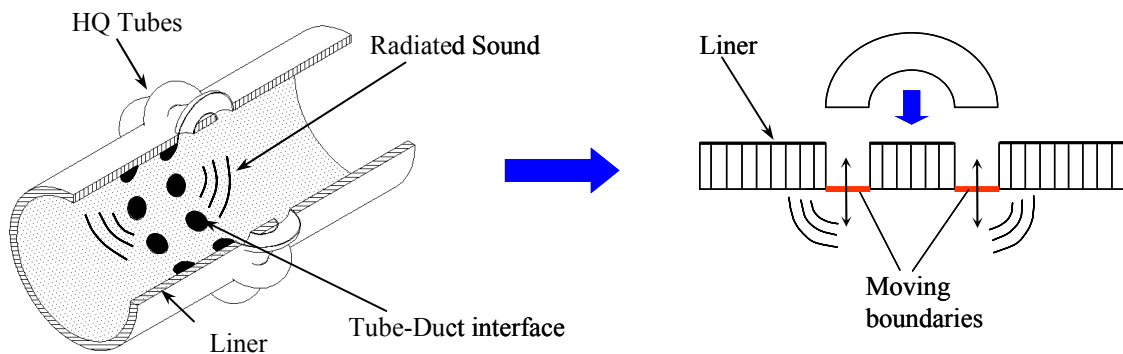 HQ Tubes
Radiated Sound
Tube-Duct interface
Liner
Liner
Moving
boundaries